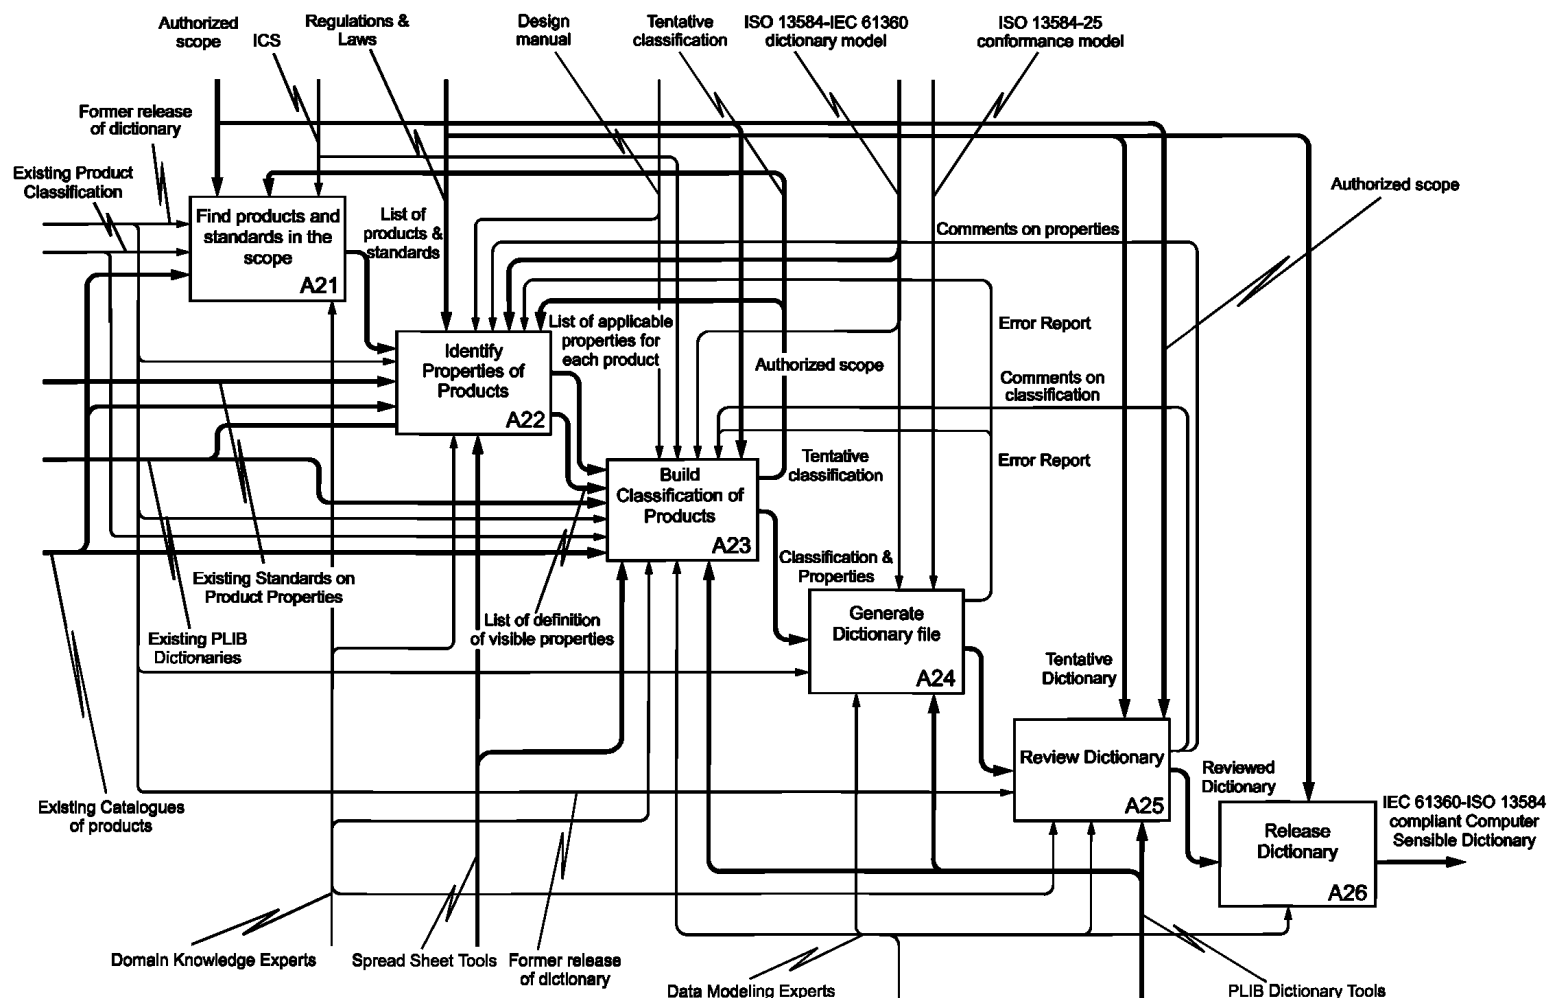 Authorized
scope
ICS
Regulations &
Laws
Design
manual
Tentative
classification
ISO 13584-IEC 61360
dictionary model
ISO 13584-25
conformance model
Former release
of dictionary
Existing Product
Classification
Find products and
standards in the
scope
A21
List of
products &
standards
Authorized scope
Comments on properties
Identify
Properties of
Products
A22
List of applicable
properties for
each product
Error Report
Authorized scope
Comments on
classification
Build
Classification of
Products
A23
Tentative
classification
Error Report
Existing Standards on
Product Properties
Existing PLIB
Dictionaries
List of definition
of visible properties
Classification &
Properties
Generate
Dictionary file
A24
Tentative
Dictionary
Review Dictionary
A25
Existing Catalogues
of products
Reviewed
Dictionary
Release
Dictionary
A26
IEC 61360-ISO 13584
compliant Computer
Sensible Dictionary
Domain Knowledge Experts
Spread Sheet Tools
Former release
of dictionary
Data Modeling Experts
PLIB Dictionary Tools